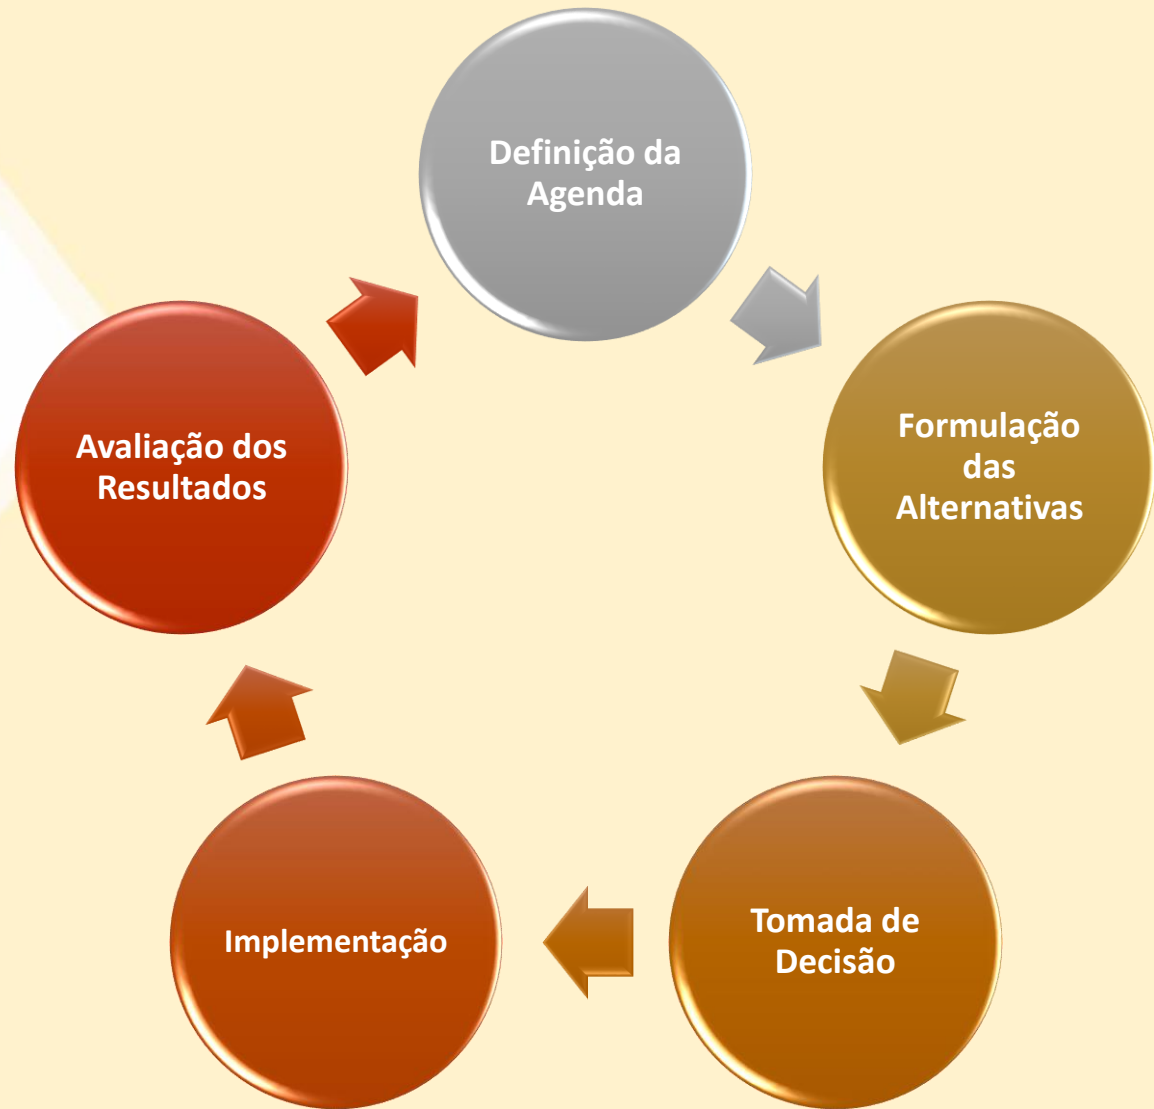 Definição da
Agenda
Formulação
das
Alternativas
Tomada de
Decisão
Implementação
Avaliação dos
Resultados